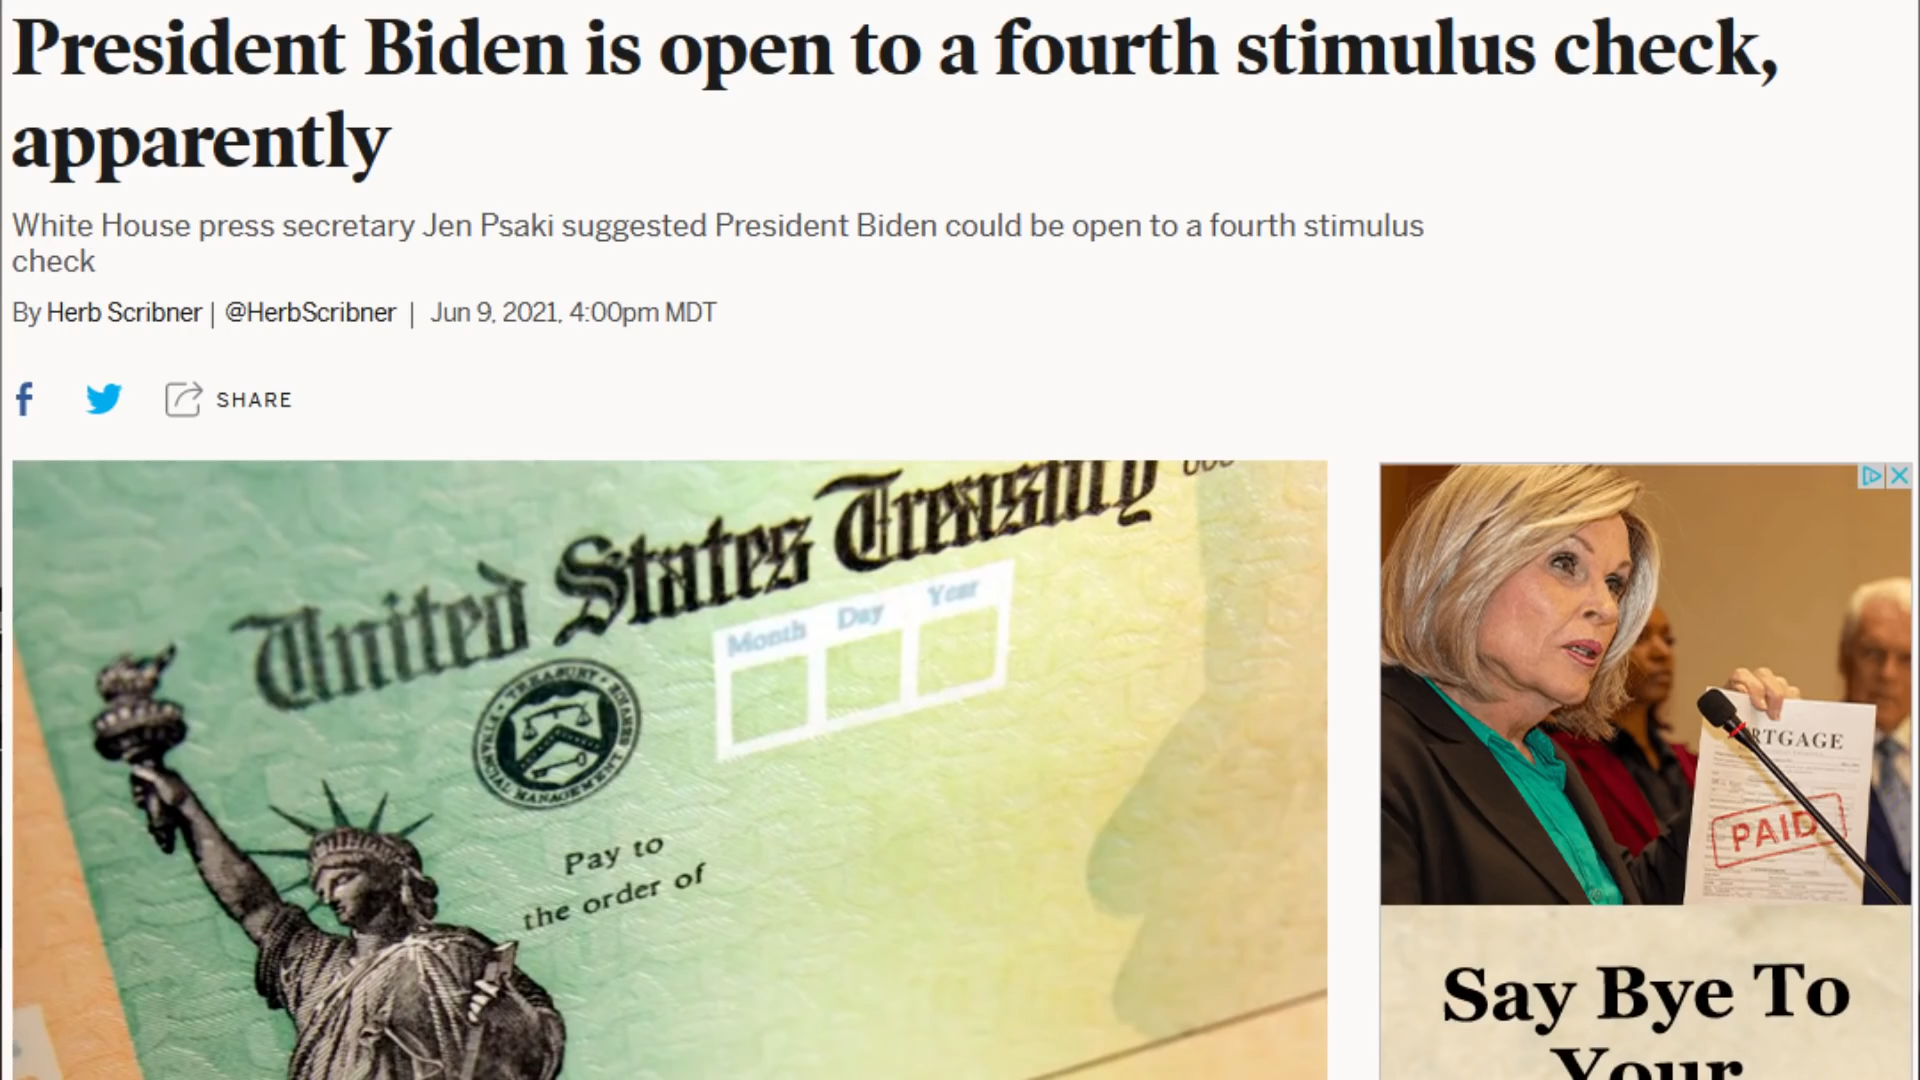 President Biden is open to a fourth stimulus check,
apparently
White House press secretary Jen Psaki suggested President Biden could be open to a fourth stimulus
check
By Herb Scribner | @HerbScribner | Jun 9, 2021, 4:00pm MDT
SHARE
United States Treasury
Month Day Year
Pay to
the order of
RTGAGE
PAID
Say Bye To
Your